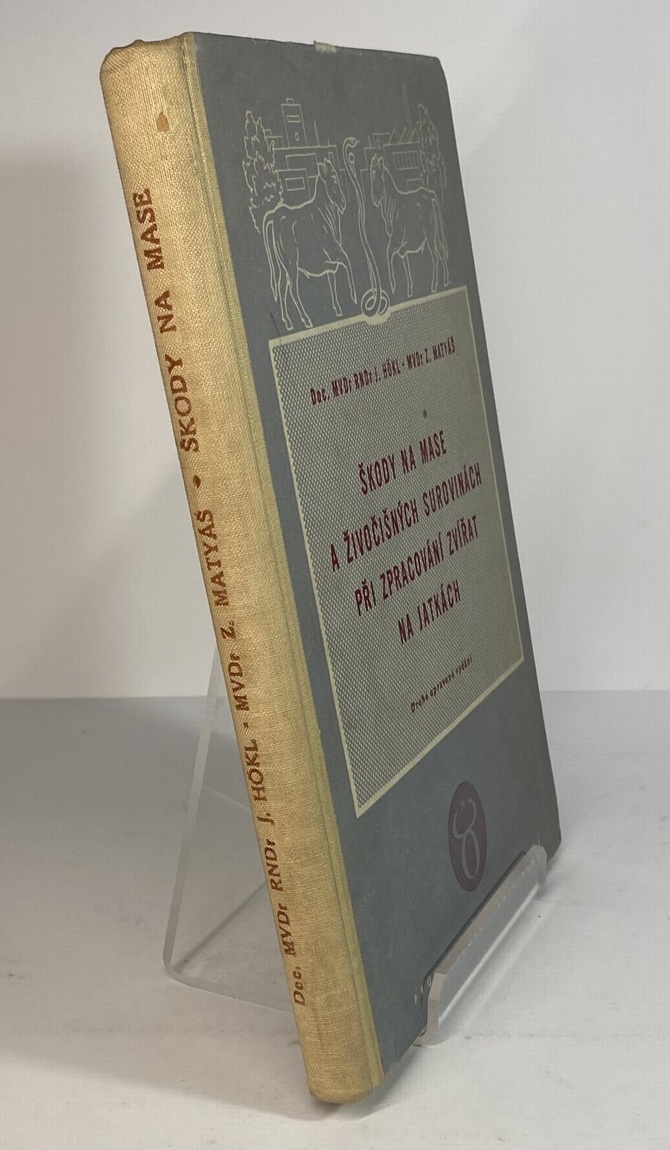 Doc. MVDr RNDr J. HÖKL • MVDr Z. MATYÁŠ • ŠKODY NA MASE
Doc. MVDr RNDr J. HÖKL • MVDr Z. MATYÁŠ
ŠKODY NA MASE
A ŽIVOČIŠNÝCH SUROVINÁCH
PŘI ZPRACOVÁNÍ ZVÍŘAT
NA JATKÁCH
Druhé upravené vydání